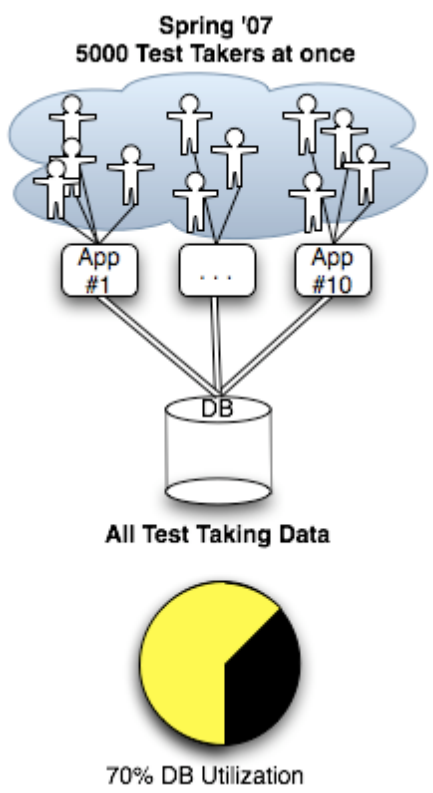 Spring '07
5000 Test Takers at once
App
#1
. . .
App
#10
DB
All Test Taking Data
70% DB Utilization